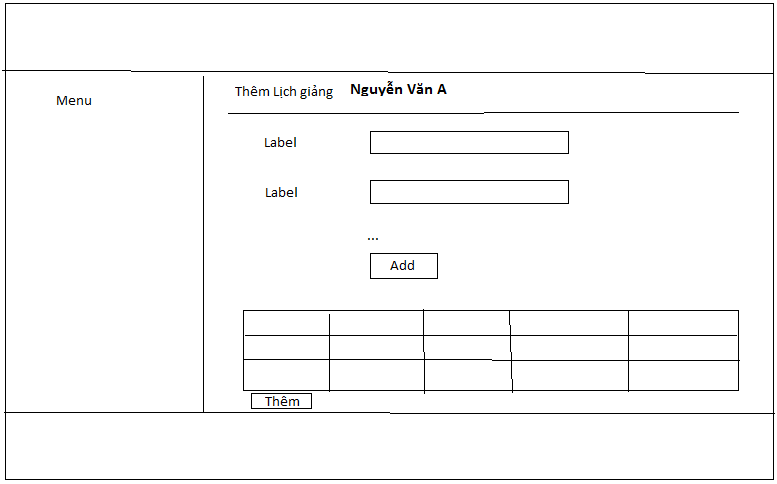 Menu
Thêm Lịch giảng Nguyễn Văn A
Label
Label
...
Add
Thêm